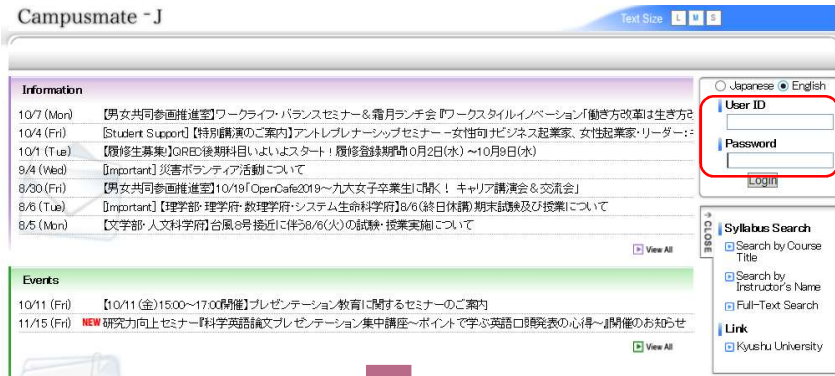 Campusmate - J
Text Size L M S
Japanese English
Information
10/7 (Mon) 【男女共同参画推進室】ワークライフ・バランスセミナー&霜月ランチ会『ワークスタイルイノベーション「働き方改革は生き方
10/4 (Fri) [Student Support] 【特別講演のご案内】アントレプレナーシップセミナー －女性向けビジネス起業家、女性起業家・リーダー:
10/1 (Tue) 【履修生募集!】QREC後期科目いよいよスタート!履修登録期間10月2日(水)~10月9日(水)
9/4 (Wed) [Important] 災害ボランティア活動について
8/30 (Fri) 【男女共同参画推進室】10/19「OpenCafe2019~九大女子卒業生に聞く! キャリア講演会&交流会」
8/6 (Tue) [Important] 【理学部・理学府・数理学府・システム生命科学府】8/6(終日休講)期末試験及び授業について
8/5 (Mon) 【文学部・人文科学府】台風8号接近に伴う8/6(火)の試験・授業実施について
View All
Events
10/11 (Fri) 【10/11(金)15:00~17:00開催】プレゼンテーション教育に関するセミナーのご案内
11/15 (Fri) NEW 研究力向上セミナー『科学英語論文プレゼンテーション集中講座~ポイントで学ぶ英語口頭発表の心得~』開催のお知らせ
View All
User ID
Password
Login
CLOSE
Syllabus Search
Search by Course Title
Search by Instructor's Name
Full-Text Search
Link
Kyushu University